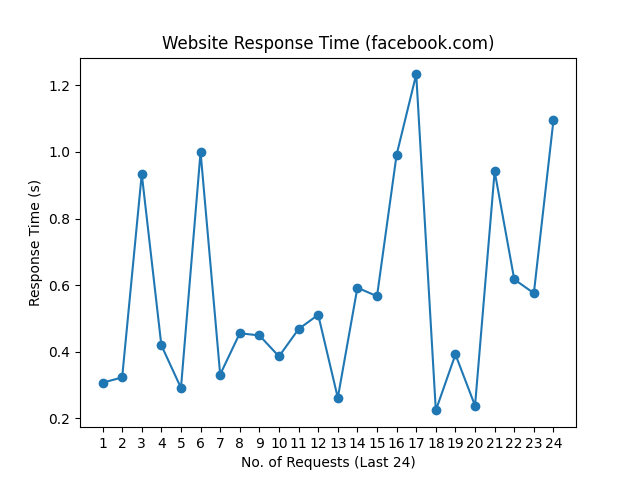 Website Response Time (facebook.com)
Response Time (s)
1.2
1.0
0.8
0.6
0.4
0.2
1 2 3 4 5 6 7 8 9 10 11 12 13 14 15 16 17 18 19 20 21 22 23 24
No. of Requests (Last 24)